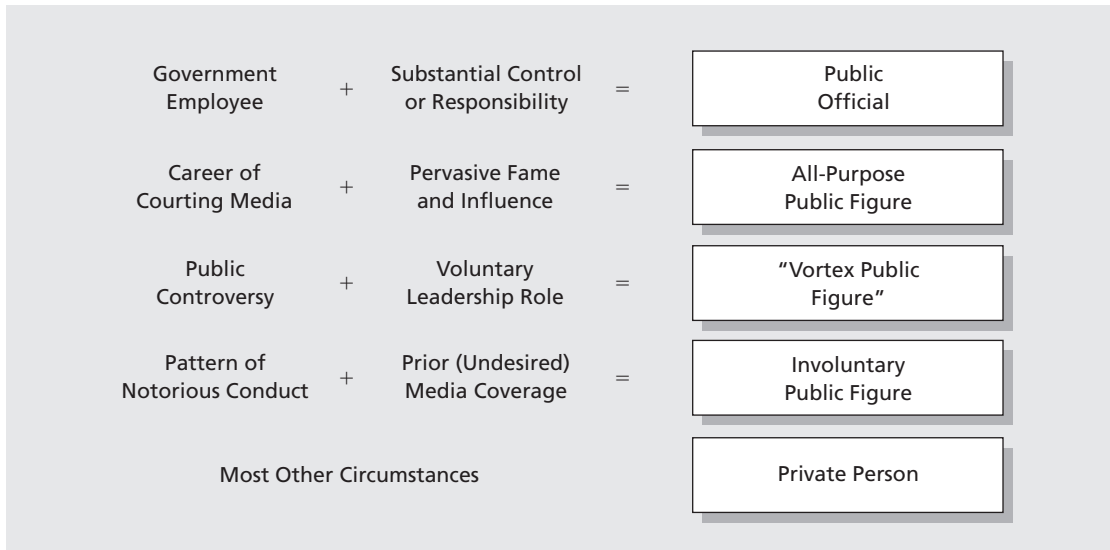 Government + Substantial Control = Public
Employee or Responsibility Official
Career of + Pervasive Fame = All-Purpose
Courting Media and Influence Public Figure
Public + Voluntary = “Vortex Public
Controversy Leadership Role Figure”
Pattern of + Prior (Undesired) = Involuntary
Notorious Conduct Media Coverage Public Figure
Most Other Circumstances Private Person